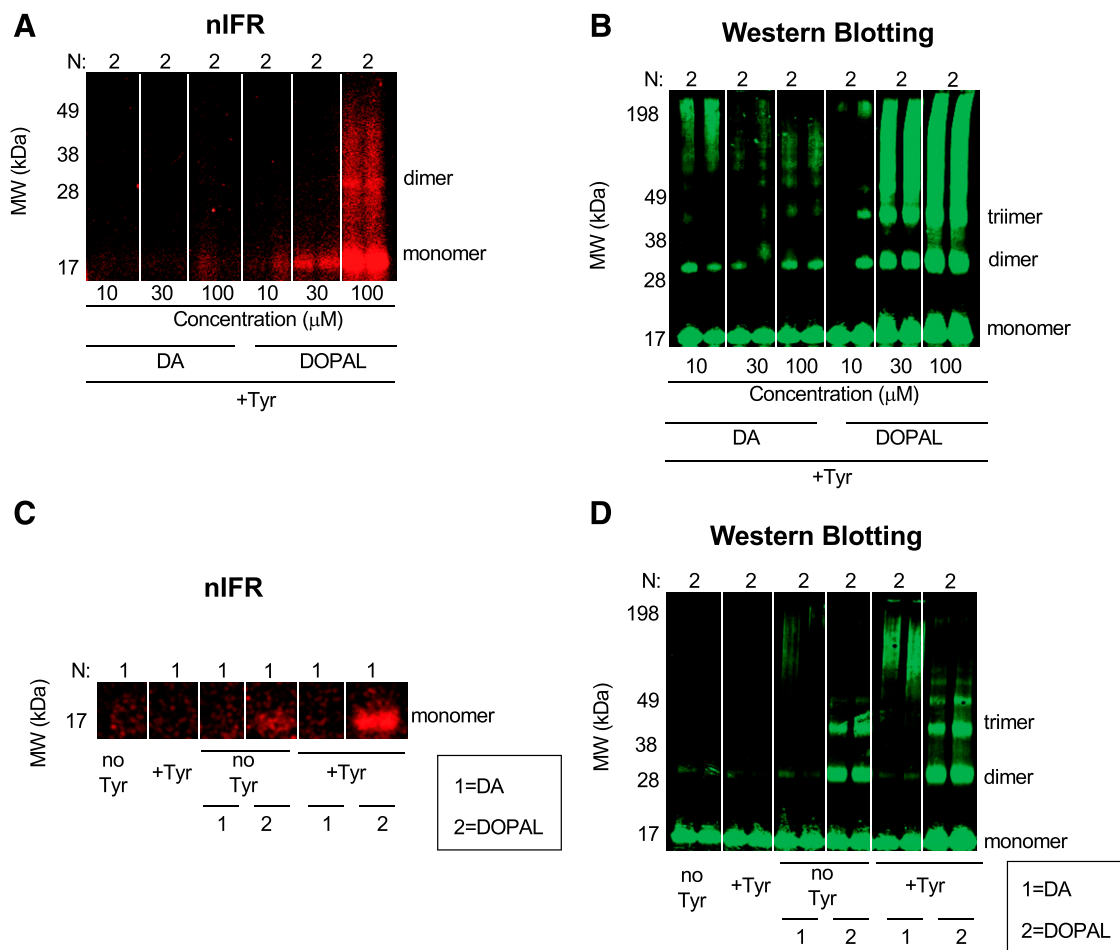 A
nIFR
N: 2 2 2 2 2 2
MW (kDa)
49
38
28
17
dimer
monomer
10 30 100 10 30 100
Concentration (μM)
DA DOPAL
+Tyr
B
Western Blotting
N: 2 2 2 2 2 2
MW (kDa)
198
49
38
28
17
triimer
dimer
monomer
10 30 100 10 30 100
Concentration (μM)
DA DOPAL
+Tyr
C
nIFR
N: 1 1 1 1 1 1
MW (kDa)
17
monomer
no Tyr
+Tyr
no Tyr
+Tyr
1 2 1 2
1=DA
2=DOPAL
D
Western Blotting
N: 2 2 2 2 2 2
MW (kDa)
198
49
38
28
17
trimer
dimer
monomer
no Tyr
+Tyr
no Tyr
+Tyr
1 2 1 2
1=DA
2=DOPAL